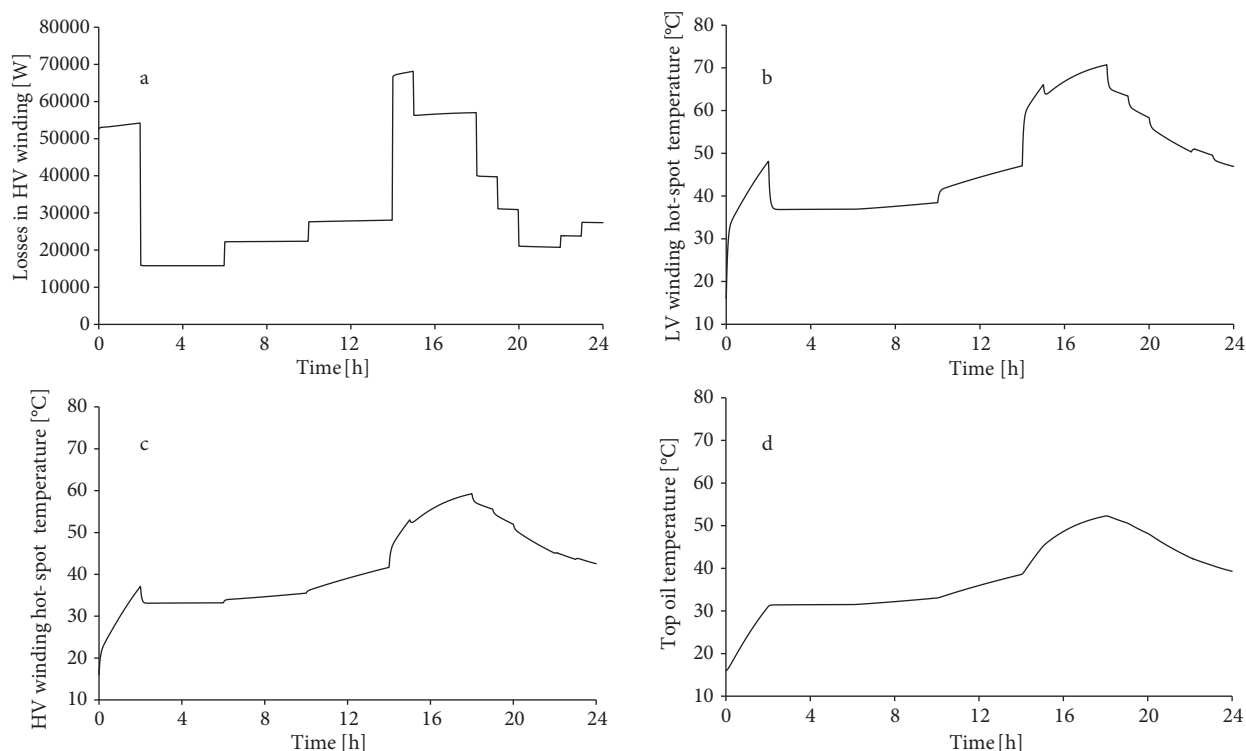 Losses in HV winding [W]
80000
70000
60000
50000
40000
30000
20000
10000
0
a
0 4 8 12 16 20 24
Time [h]
LV winding hot-spot temperature [°C]
80
70
60
50
40
30
20
10
b
0 4 8 12 16 20 24
Time [h]
HV winding hot- spot temperature [°C]
80
70
60
50
40
30
20
10
c
0 4 8 12 16 20 24
Time [h]
Top oil temperature [°C]
80
70
60
50
40
30
20
10
d
0 4 8 12 16 20 24
Time [h]